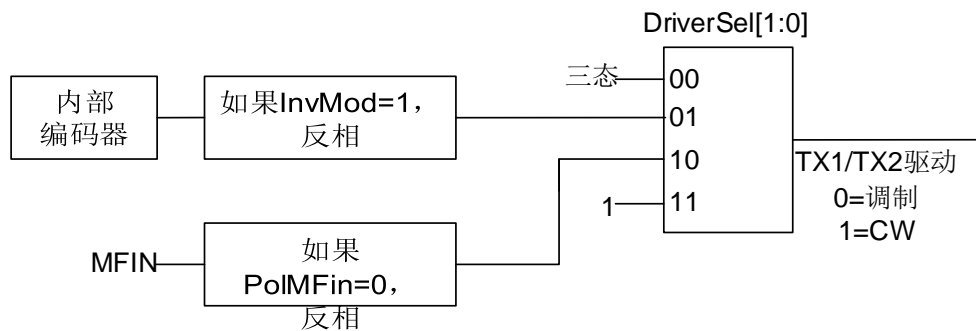 DriverSel[1:0]
三态
00
内部
编码器
如果InvMod=1，
反相
01
10
TX1/TX2驱动
0=调制
1=CW
1
11
MFIN
如果
PolMFin=0，
反相